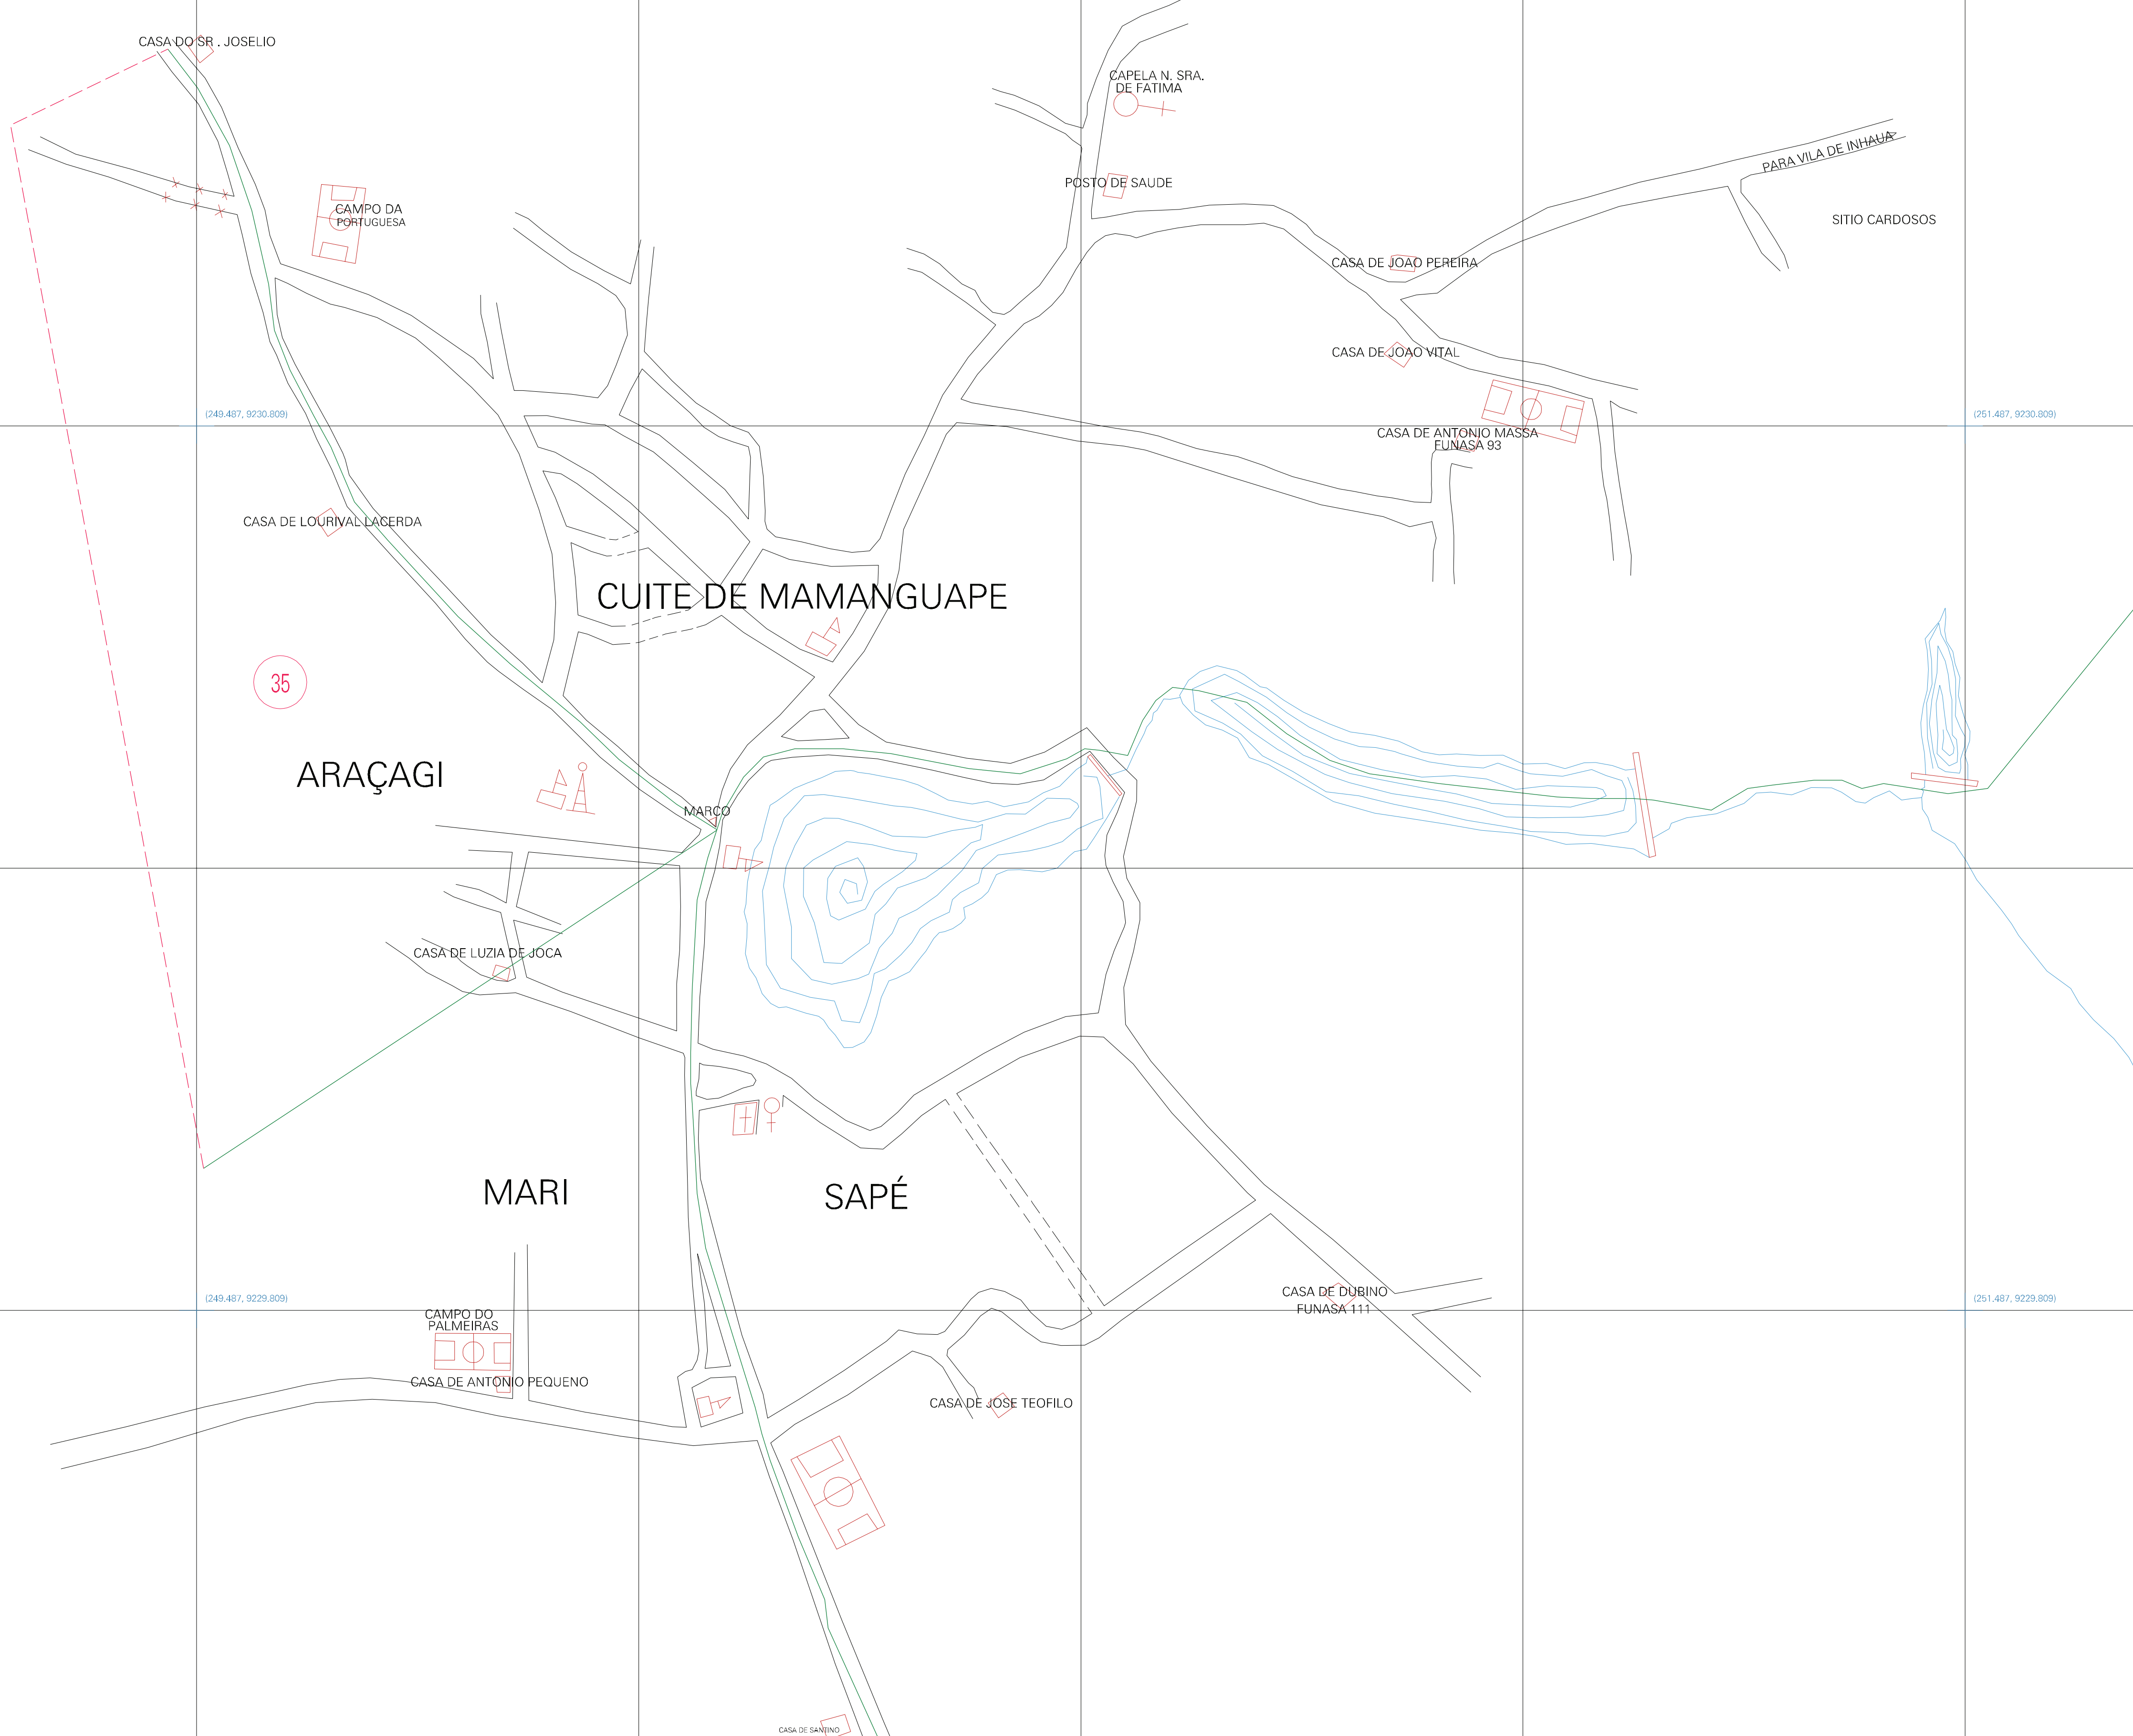 CASA DO SR . JOSELIO
CAPELA N. SRA.
DE FATIMA
PARA VILA DE INHAUA
POSTO DE SAUDE
CAMPO DA
PORTUGUESA
SITIO CARDOSOS
CASA DE JOAO PEREIRA
CASA DE JOAO VITAL
(249.487, 9230.809)
(251.487, 9230.809)
CASA DE ANTONIO MASSA
FUNASA 93
CASA DE LOURIVAL LACERDA
CUITE DE MAMANGUAPE
35
ARAÇAGI
MARCO
CASA DE LUZIA DE JOCA
MARI
SAPÉ
CASA DE DUBINO
FUNASA 111
(249.487, 9229.809)
(251.487, 9229.809)
CAMPO DO
PALMEIRAS
CASA DE ANTONIO PEQUENO
CASA DE JOSE TEOFILO
CASA DE SANTINO